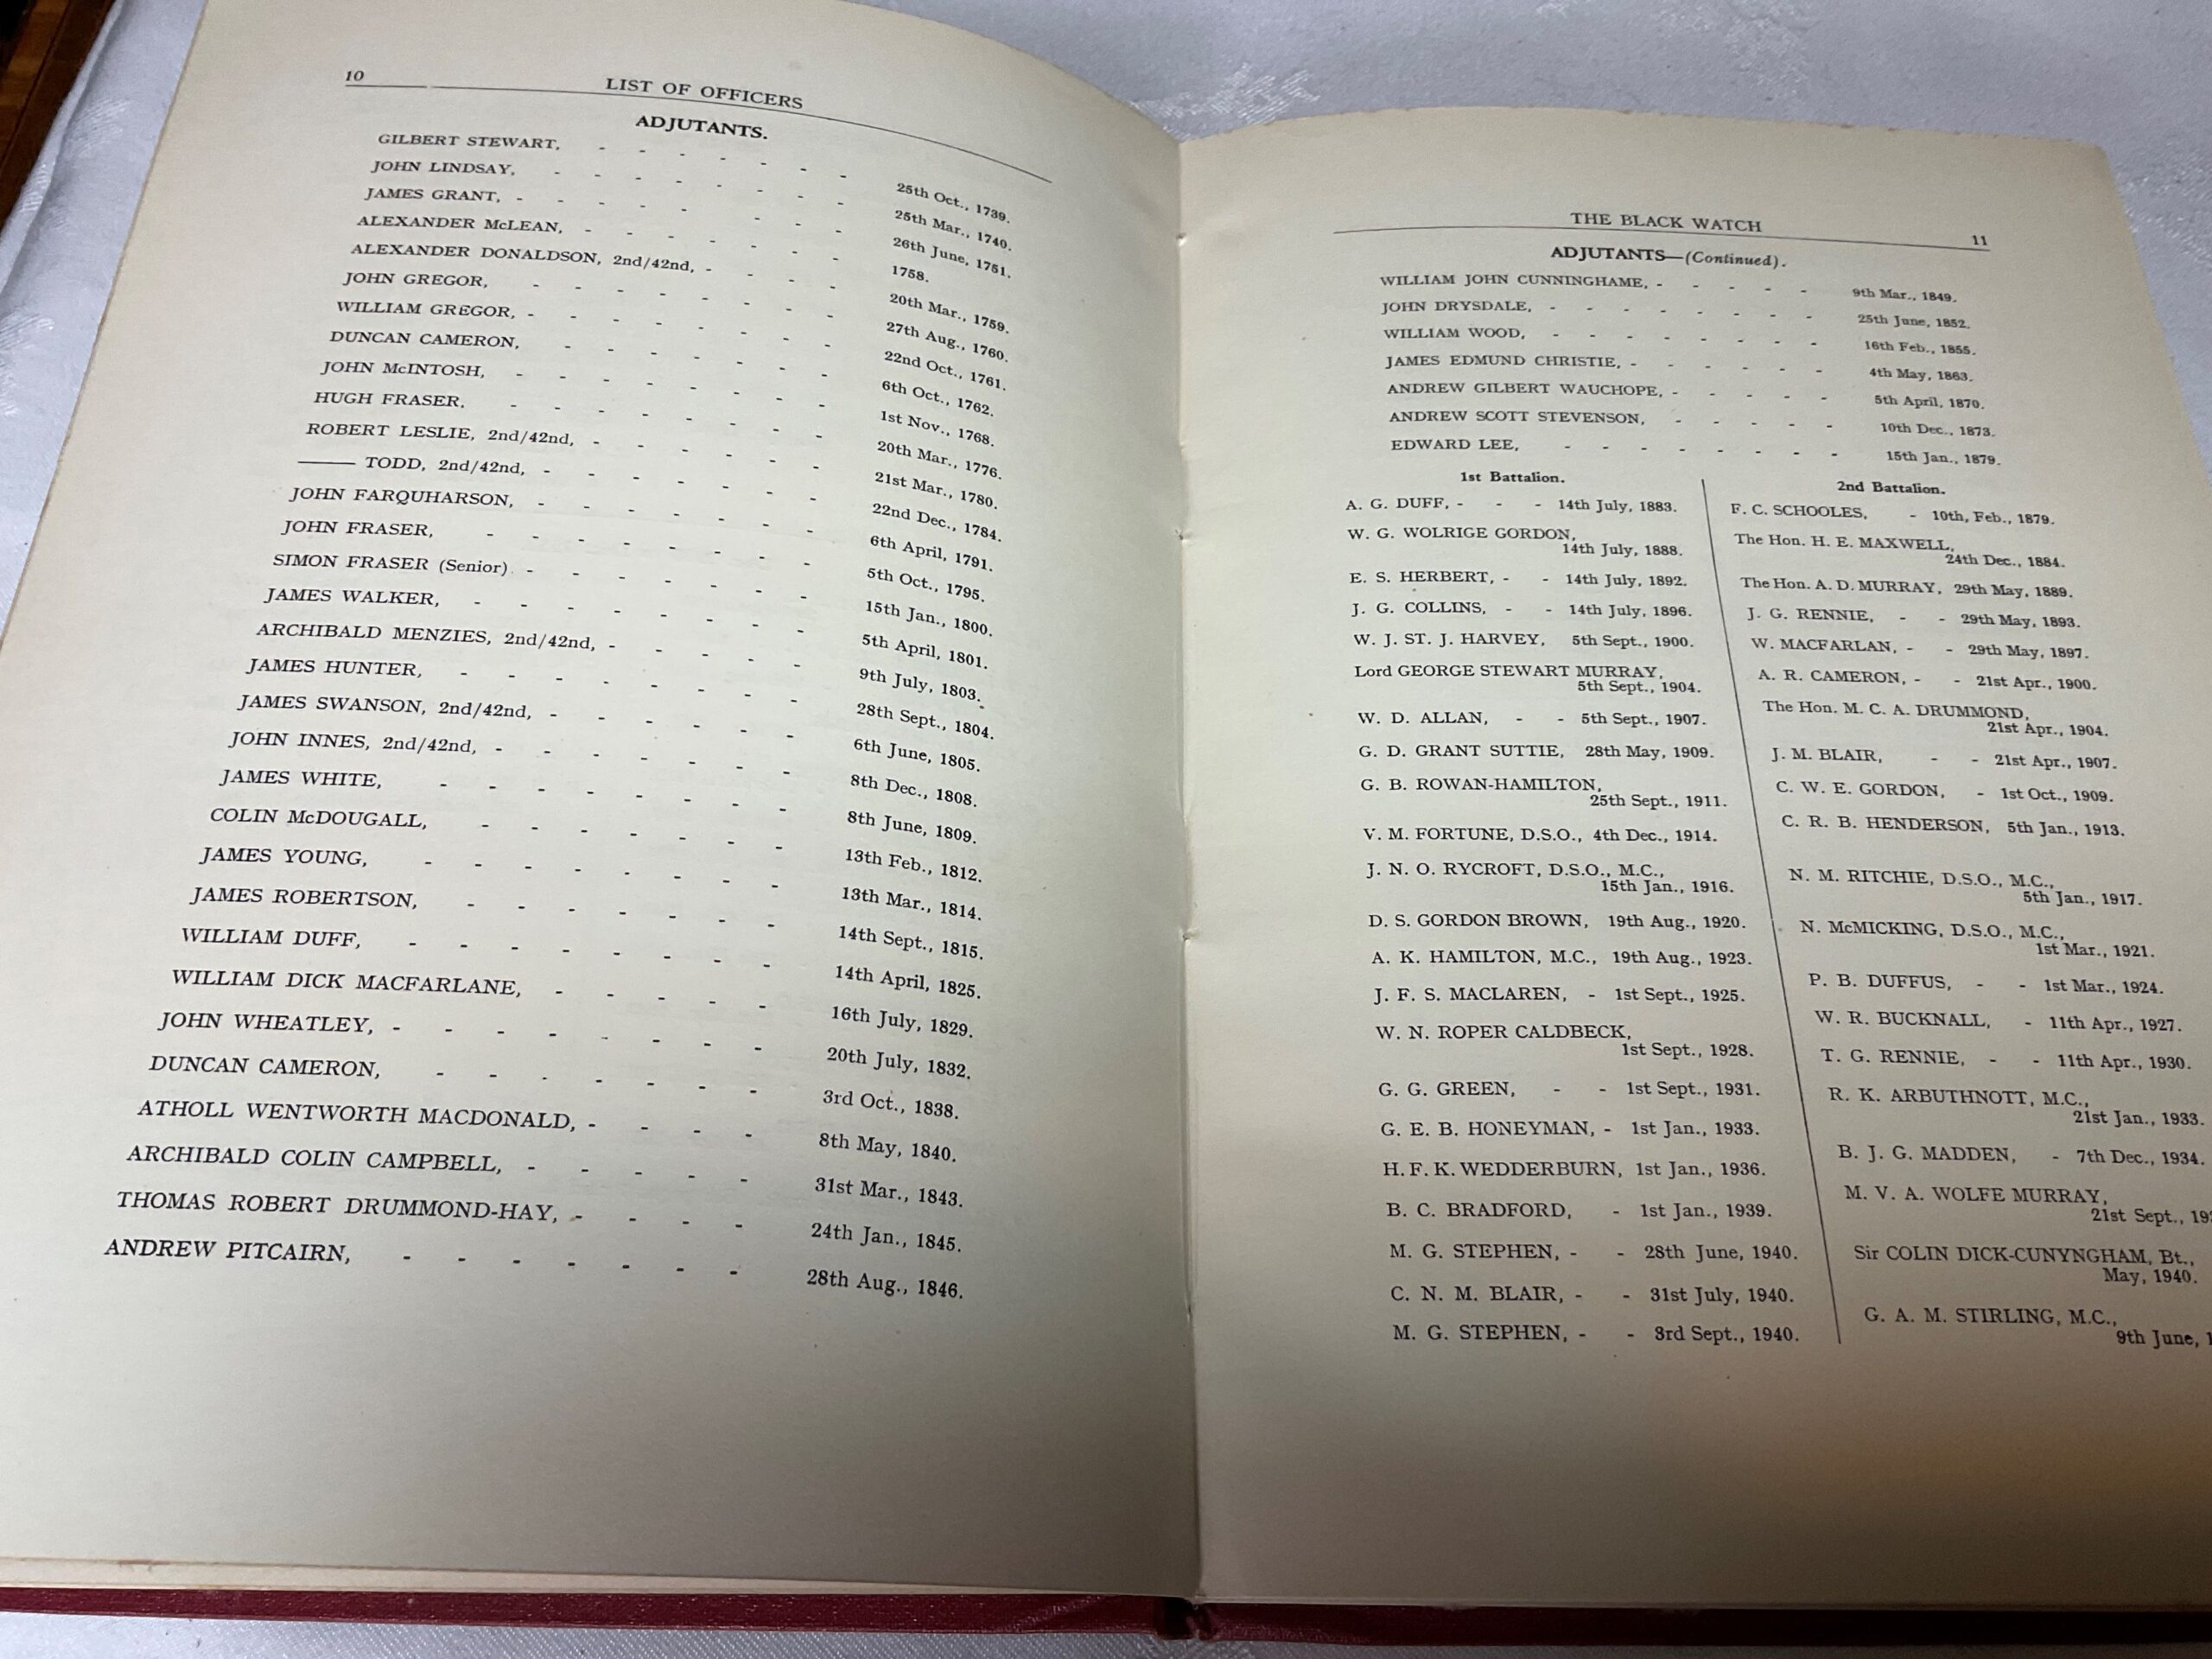 10
LIST OF OFFICERS
ADJUTANTS.
GILBERT STEWART, - - - - - - - 25th Oct., 1739.
JOHN LINDSAY, - - - - - - - - 25th Mar., 1740.
JAMES GRANT, - - - - - - - - 26th June, 1751.
ALEXANDER McLEAN, - - - - - - - 1758.
ALEXANDER DONALDSON, 2nd/42nd, - - - - 20th Mar., 1759.
JOHN GREGOR, - - - - - - - - 27th Aug., 1760.
WILLIAM GREGOR, - - - - - - - - 22nd Oct., 1761.
DUNCAN CAMERON, - - - - - - - 6th Oct., 1762.
JOHN McINTOSH, - - - - - - - - 1st Nov., 1768.
HUGH FRASER, - - - - - - - - 20th Mar., 1776.
ROBERT LESLIE, 2nd/42nd, - - - - - - 21st Mar., 1780.
——— TODD, 2nd/42nd, - - - - - - - 22nd Dec., 1784.
JOHN FARQUHARSON, - - - - - - - 6th April, 1791.
JOHN FRASER, - - - - - - - - 5th Oct., 1795.
SIMON FRASER (Senior) - - - - - - - 15th Jan., 1800.
JAMES WALKER, - - - - - - - - 5th April, 1801.
ARCHIBALD MENZIES, 2nd/42nd, - - - - - 9th July, 1803.
JAMES HUNTER, - - - - - - - - 28th Sept., 1804.
JAMES SWANSON, 2nd/42nd, - - - - - - 6th June, 1805.
JOHN INNES, 2nd/42nd, - - - - - - - 8th Dec., 1808.
JAMES WHITE, - - - - - - - - 8th June, 1809.
COLIN McDOUGALL, - - - - - - - 13th Feb., 1812.
JAMES YOUNG, - - - - - - - - 13th Mar., 1814.
JAMES ROBERTSON, - - - - - - - 14th Sept., 1815.
WILLIAM DUFF, - - - - - - - - 14th April, 1825.
WILLIAM DICK MACFARLANE, - - - - - 16th July, 1829.
JOHN WHEATLEY, - - - - - - - - 20th July, 1832.
DUNCAN CAMERON, - - - - - - - 3rd Oct., 1838.
ATHOLL WENTWORTH MACDONALD, - - - - 8th May, 1840.
ARCHIBALD COLIN CAMPBELL, - - - - - 31st Mar., 1843.
THOMAS ROBERT DRUMMOND-HAY, - - - - 24th Jan., 1845.
ANDREW PITCAIRN, - - - - - - - 28th Aug., 1846.
THE BLACK WATCH
11
ADJUTANTS—(Continued).
WILLIAM JOHN CUNNINGHAME, - - - - - 9th Mar., 1849.
JOHN DRYSDALE, - - - - - - - - 25th June, 1852.
WILLIAM WOOD, - - - - - - - - 16th Feb., 1855.
JAMES EDMUND CHRISTIE, - - - - - - 4th May, 1863.
ANDREW GILBERT WAUCHOPE, - - - - - 5th April, 1870.
ANDREW SCOTT STEVENSON, - - - - - 10th Dec., 1873.
EDWARD LEE, - - - - - - - - 15th Jan., 1879.
1st Battalion.
A. G. DUFF, - - - 14th July, 1883.
W. G. WOLRIGE GORDON,
14th July, 1888.
E. S. HERBERT, - - 14th July, 1892.
J. G. COLLINS, - - 14th July, 1896.
W. J. ST. J. HARVEY, 5th Sept., 1900.
Lord GEORGE STEWART MURRAY,
5th Sept., 1904.
W. D. ALLAN, - - 5th Sept., 1907.
G. D. GRANT SUTTIE, 28th May, 1909.
G. B. ROWAN-HAMILTON,
25th Sept., 1911.
V. M. FORTUNE, D.S.O., 4th Dec., 1914.
J. N. O. RYCROFT, D.S.O., M.C.,
15th Jan., 1916.
D. S. GORDON BROWN, 19th Aug., 1920.
A. K. HAMILTON, M.C., 19th Aug., 1923.
J. F. S. MACLAREN, - 1st Sept., 1925.
W. N. ROPER CALDBECK,
1st Sept., 1928.
G. G. GREEN, - - 1st Sept., 1931.
G. E. B. HONEYMAN, - 1st Jan., 1933.
H. F. K. WEDDERBURN, 1st Jan., 1936.
B. C. BRADFORD, - 1st Jan., 1939.
M. G. STEPHEN, - - 28th June, 1940.
C. N. M. BLAIR, - - 31st July, 1940.
M. G. STEPHEN, - - 3rd Sept., 1940.
2nd Battalion.
F. C. SCHOOLES, - 10th, Feb., 1879.
The Hon. H. E. MAXWELL,
24th Dec., 1884.
The Hon. A. D. MURRAY, 29th May, 1889.
J. G. RENNIE, - - 29th May, 1893.
W. MACFARLAN, - - 29th May, 1897.
A. R. CAMERON, - - 21st Apr., 1900.
The Hon. M. C. A. DRUMMOND,
21st Apr., 1904.
J. M. BLAIR, - - 21st Apr., 1907.
C. W. E. GORDON, - 1st Oct., 1909.
C. R. B. HENDERSON, 5th Jan., 1913.
N. M. RITCHIE, D.S.O., M.C.,
5th Jan., 1917.
N. McMICKING, D.S.O., M.C.,
1st Mar., 1921.
P. B. DUFFUS, - - 1st Mar., 1924.
W. R. BUCKNALL, - 11th Apr., 1927.
T. G. RENNIE, - - 11th Apr., 1930.
R. K. ARBUTHNOTT, M.C.,
21st Jan., 1933.
B. J. G. MADDEN, - 7th Dec., 1934.
M. V. A. WOLFE MURRAY,
21st Sept.,
Sir COLIN DICK-CUNYNGHAM, Bt.,
May, 1940.
G. A. M. STIRLING, M.C.,
9th June,